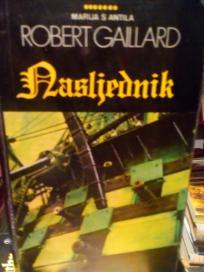 MARIJA S ANTILA
ROBERT GAILLARD
Nasljednik